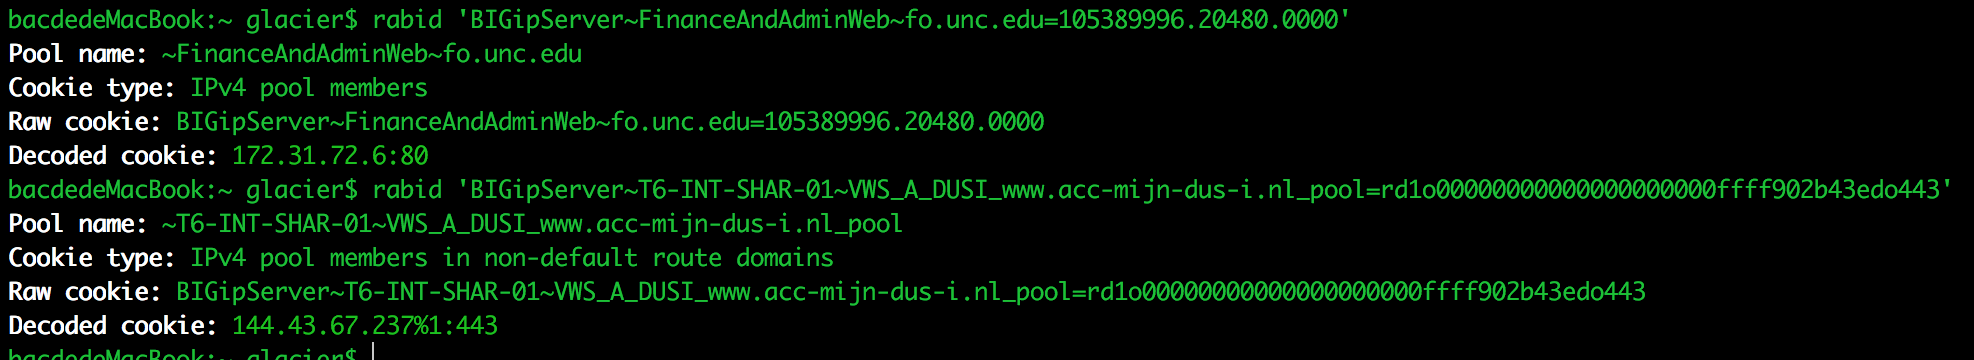 bacdedeMacBook:~ glacier$ rabid 'BIGipServer~FinanceAndAdminWeb~fo.unc.edu=105389996.20480.0000'
Pool name: ~FinanceAndAdminWeb~fo.unc.edu
Cookie type: IPv4 pool members
Raw cookie: BIGipServer~FinanceAndAdminWeb~fo.unc.edu=105389996.20480.0000
Decoded cookie: 172.31.72.6:80
bacdedeMacBook:~ glacier$ rabid 'BIGipServer~T6-INT-SHAR-01~VWS_A_DUSI_www.acc-mijn-dus-i.nl_pool=rd1o00000000000000000000ffff902b43edo443'
Pool name: ~T6-INT-SHAR-01~VWS_A_DUSI_www.acc-mijn-dus-i.nl_pool
Cookie type: IPv4 pool members in non-default route domains
Raw cookie: BIGipServer~T6-INT-SHAR-01~VWS_A_DUSI_www.acc-mijn-dus-i.nl_pool=rd1o00000000000000000000ffff902b43edo443
Decoded cookie: 144.43.67.237%1:443
bacdedeMacBook:~ glacier$